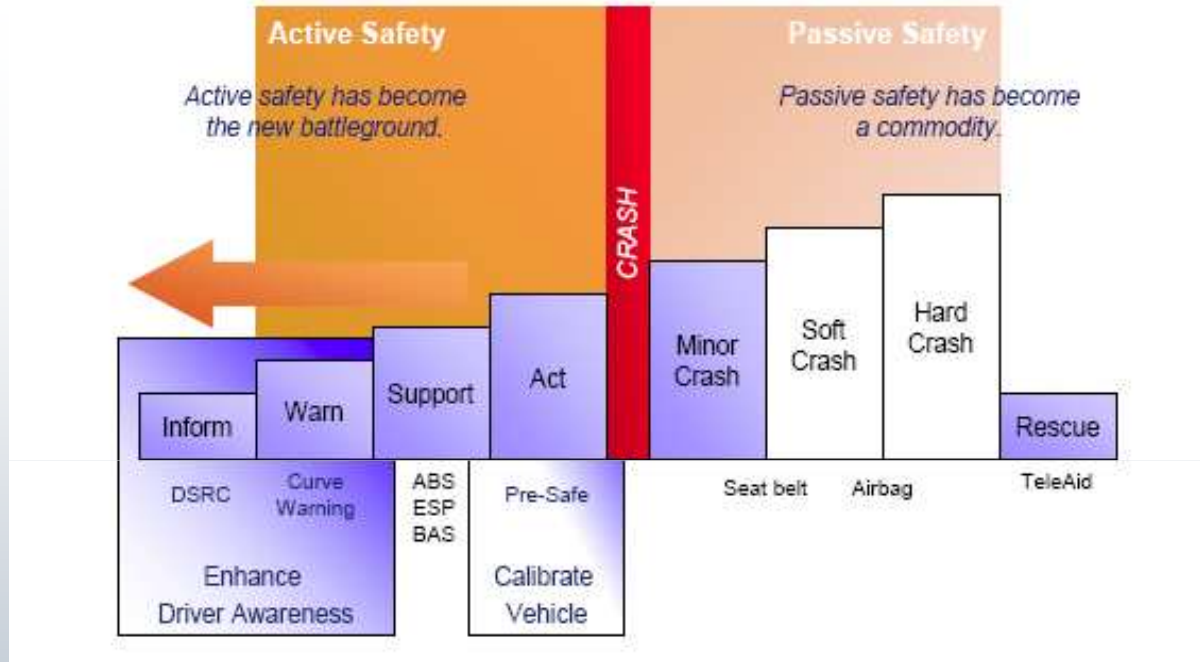 Active Safety
Passive Safety
Active safety has become
the new battleground.
Passive safety has become
a commodity.
CRASH
Inform
Warn
Support
Act
Minor
Crash
Soft
Crash
Hard
Crash
Rescue
DSRC
Curve
Warning
ABS
ESP
BAS
Pre-Safe
Seat belt
Airbag
TeleAid
Enhance
Driver Awareness
Calibrate
Vehicle